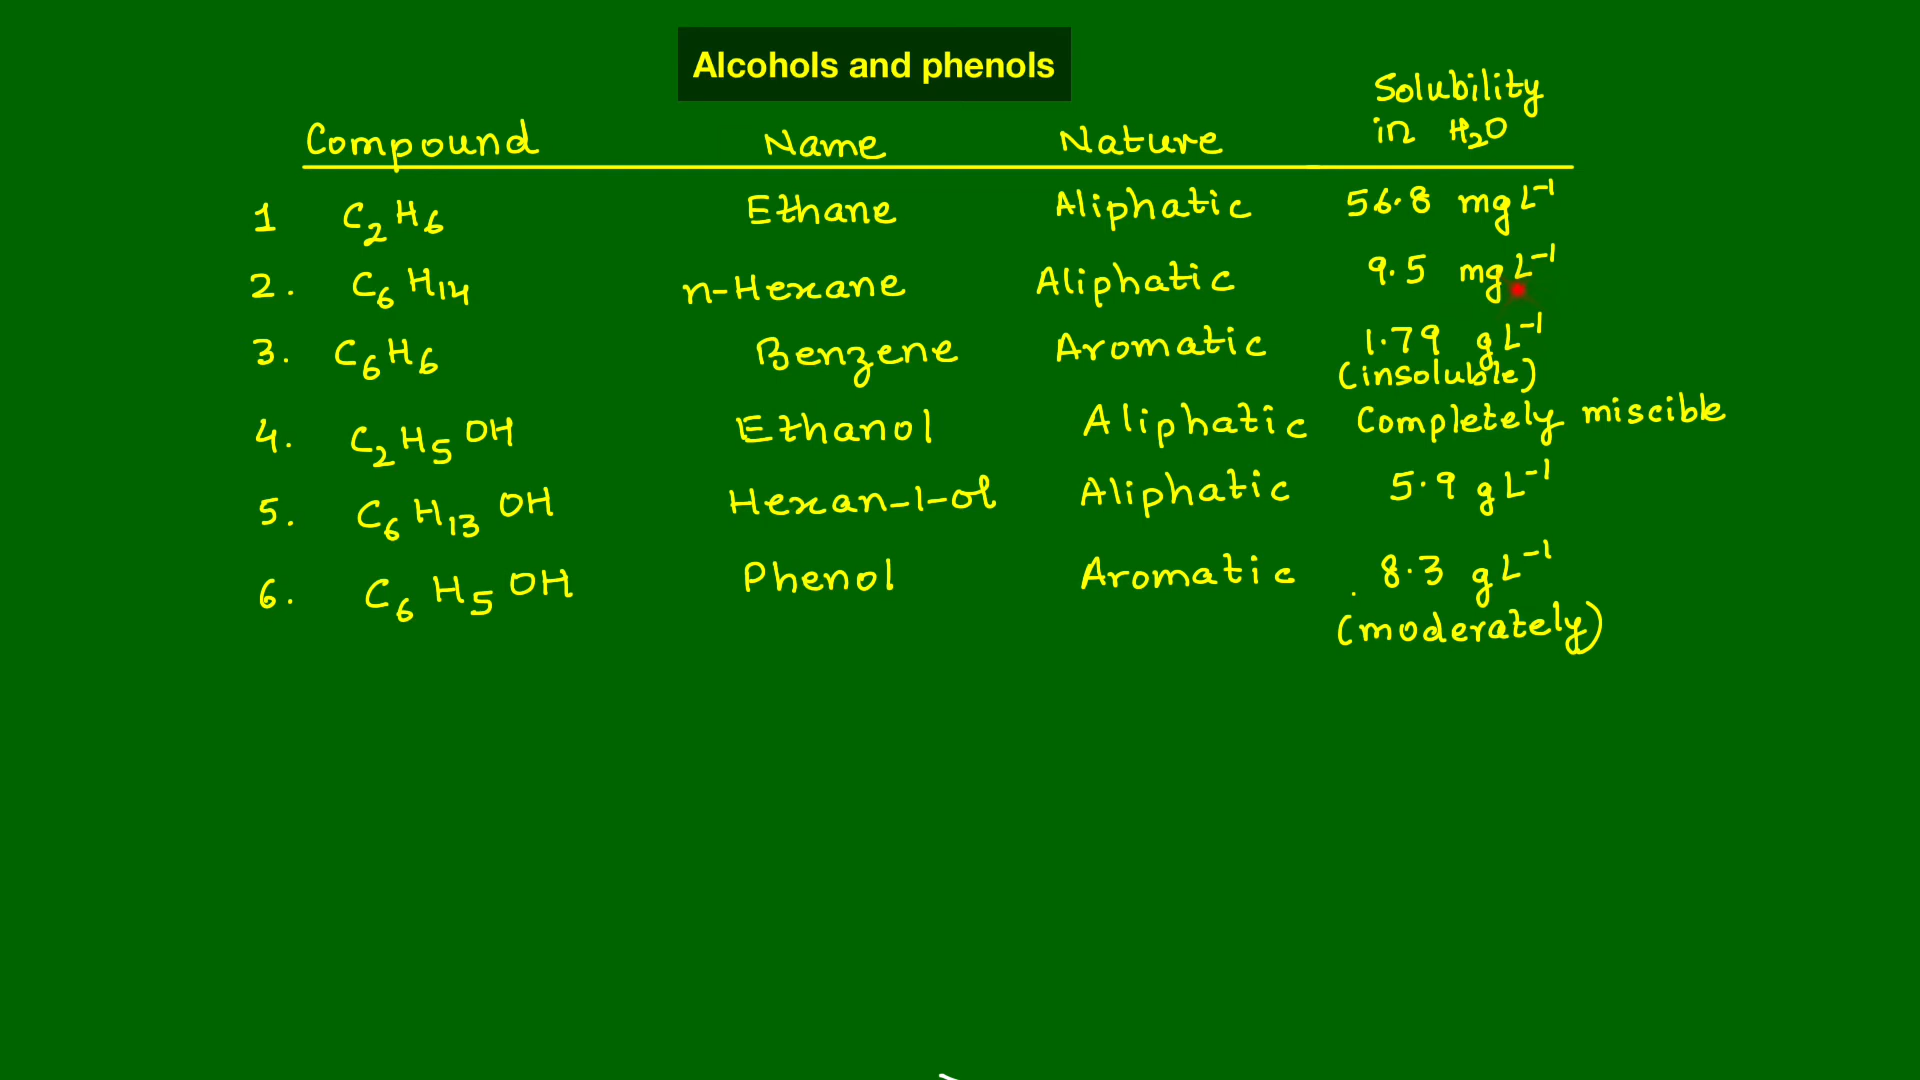 Alcohols and phenols
Compound Name Nature Solubility in H₂O
1 C₂H₆ Ethane Aliphatic 56.8 mg L⁻¹
2. C₆H₁₄ n-Hexane Aliphatic 9.5 mg L⁻¹
3. C₆H₆ Benzene Aromatic 1.79 g L⁻¹
(insoluble)
4. C₂H₅OH Ethanol Aliphatic Completely miscible
5. C₆H₁₃OH Hexan-1-ol Aliphatic 5.9 g L⁻¹
6. C₆H₅OH Phenol Aromatic 8.3 g L⁻¹
(moderately)